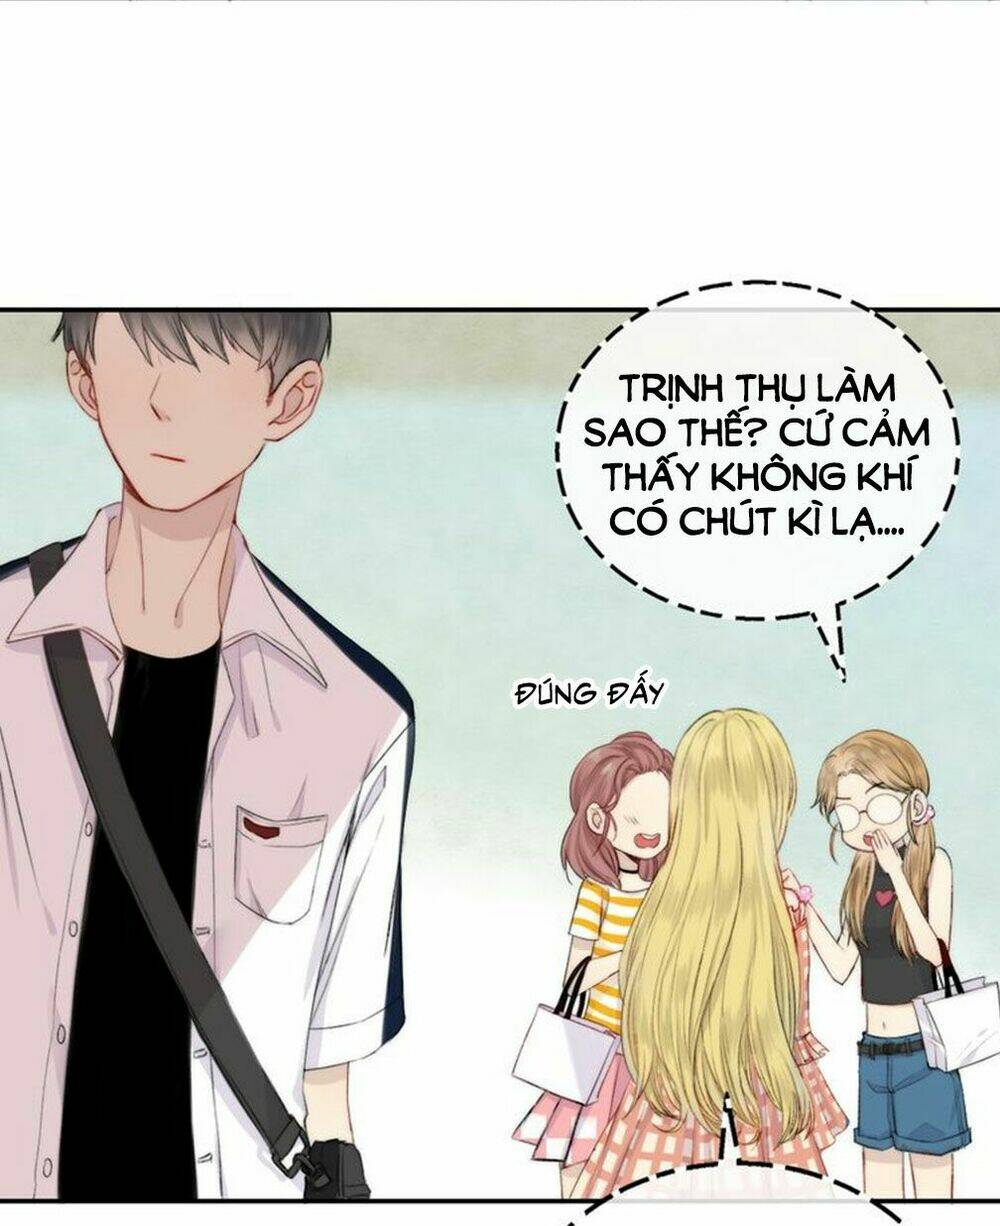 TRỊNH THỤ LÀM
SAO THẾ? CỨ CẢM
THẤY KHÔNG KHÍ
CÓ CHÚT KÌ LẠ....
ĐÚNG ĐẤY